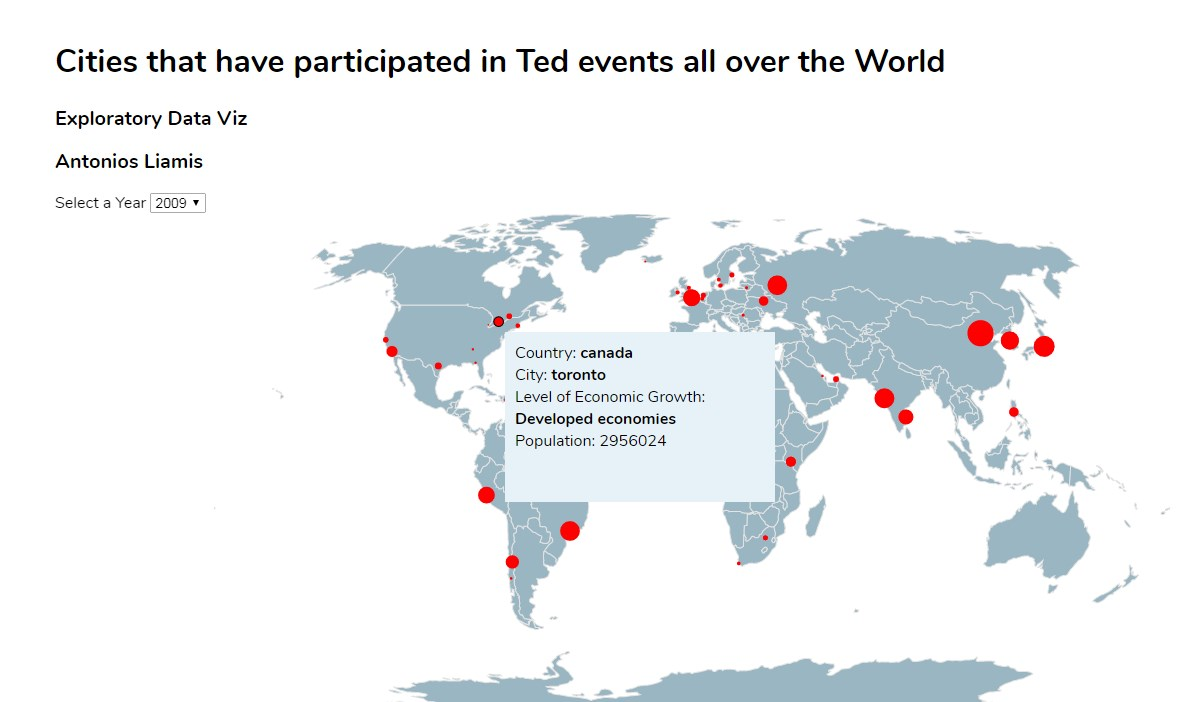 Cities that have participated in Ted events all over the World
Exploratory Data Viz
Antonios Liamis
Select a Year 2009
Country: canada
City: toronto
Level of Economic Growth:
Developed economies
Population: 2956024